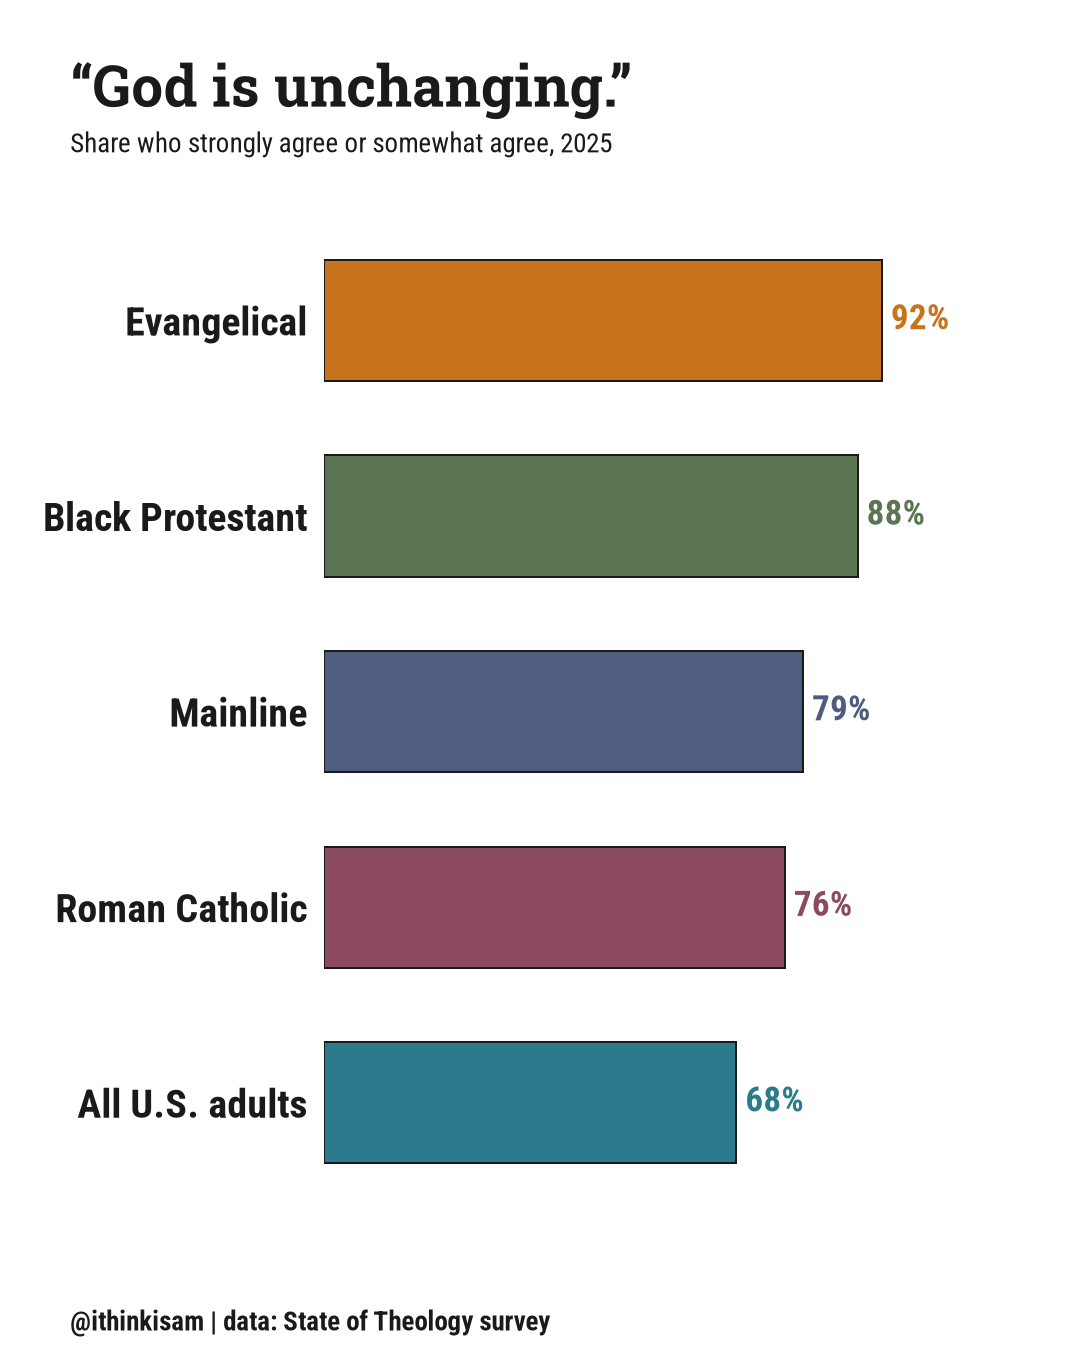 “God is unchanging.”
Share who strongly agree or somewhat agree, 2025
Evangelical 92%
Black Protestant 88%
Mainline 79%
Roman Catholic 76%
All U.S. adults 68%
@ithinkisam | data: State of Theology survey